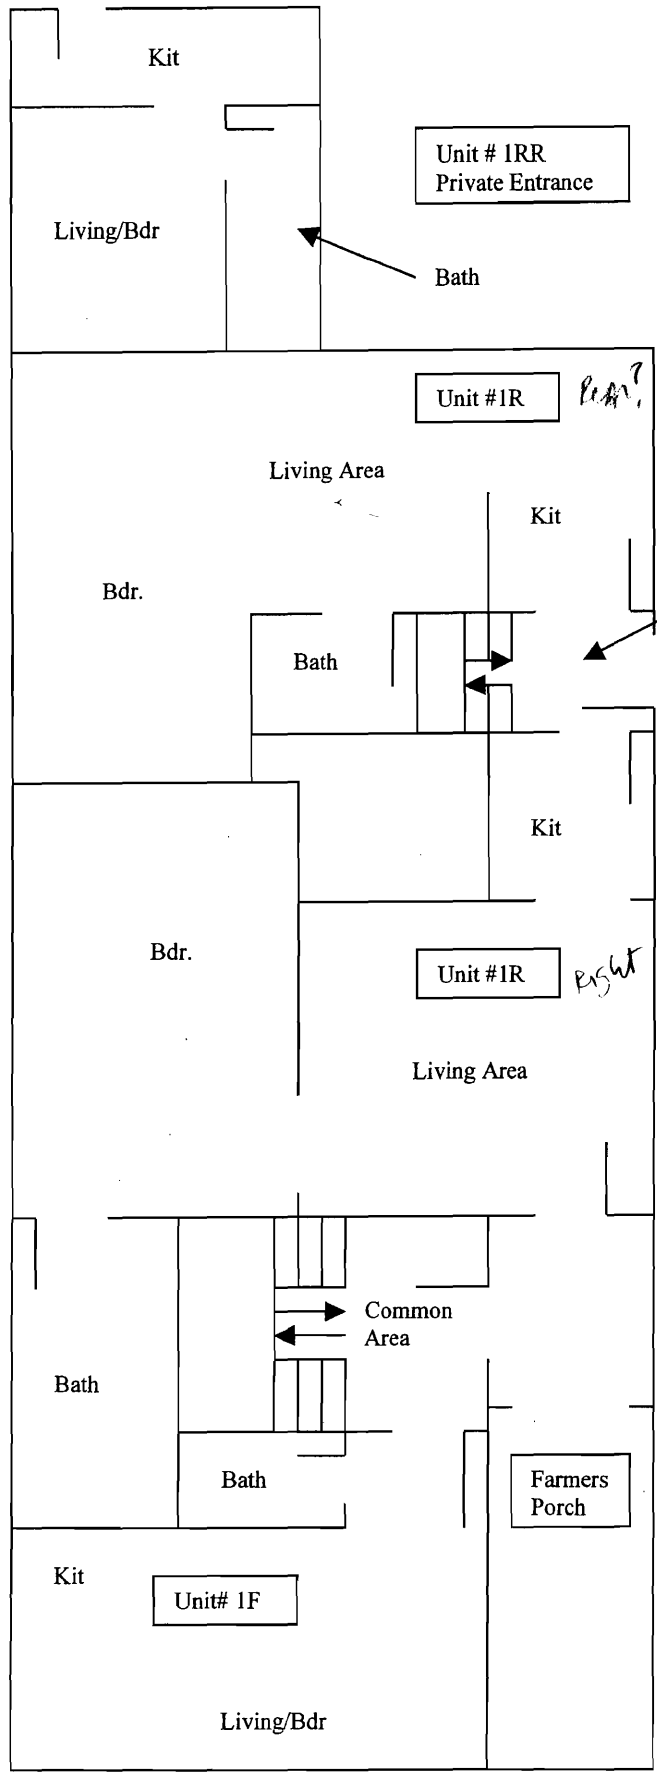 Kit
Unit # 1RR
Private Entrance
Living/Bdr
Bath
Unit #1R
Rear?
Living Area
Kit
Bdr.
Bath
Kit
Bdr.
Unit #1R
Right
Living Area
Common
Area
Bath
Bath
Farmers
Porch
Kit
Unit# 1F
Living/Bdr